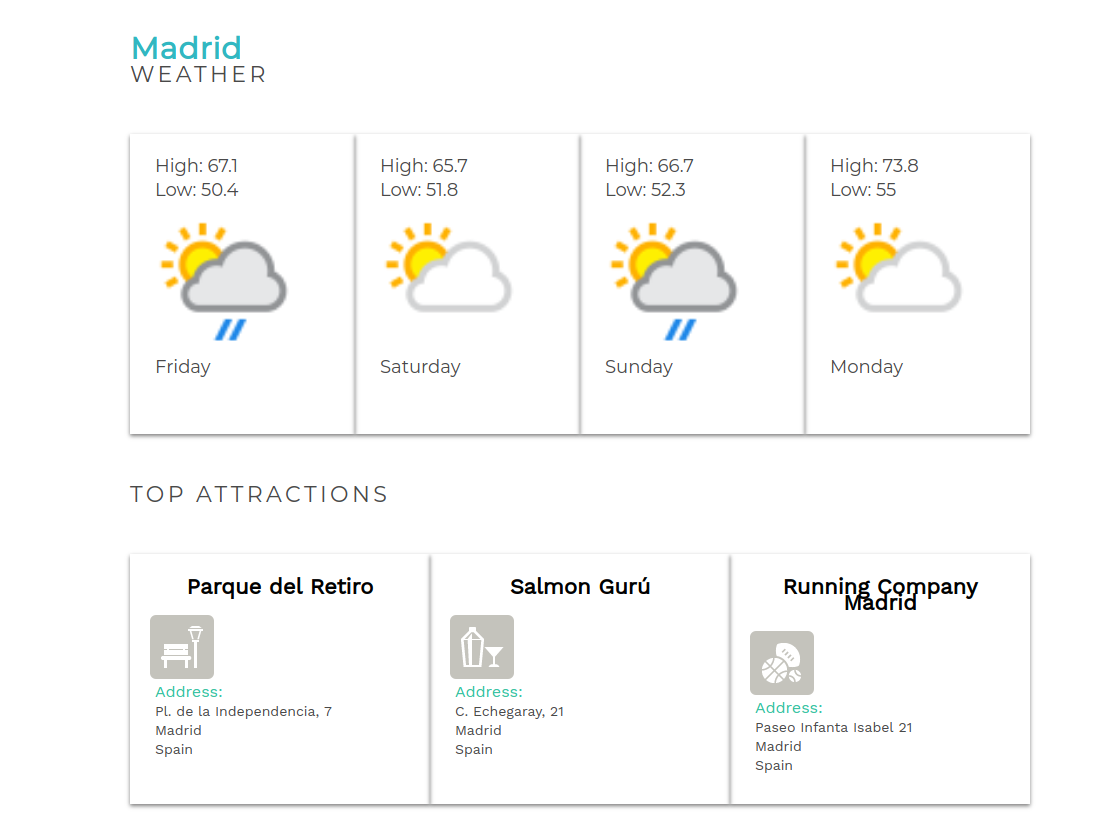 Madrid
WEATHER
High: 67.1
Low: 50.4
Friday
High: 65.7
Low: 51.8
Saturday
High: 66.7
Low: 52.3
Sunday
High: 73.8
Low: 55
Monday
TOP ATTRACTIONS
Parque del Retiro
Address:
Pl. de la Independencia, 7
Madrid
Spain
Salmon Gurú
Address:
C. Echegaray, 21
Madrid
Spain
Running Company
Madrid
Address:
Paseo Infanta Isabel 21
Madrid
Spain